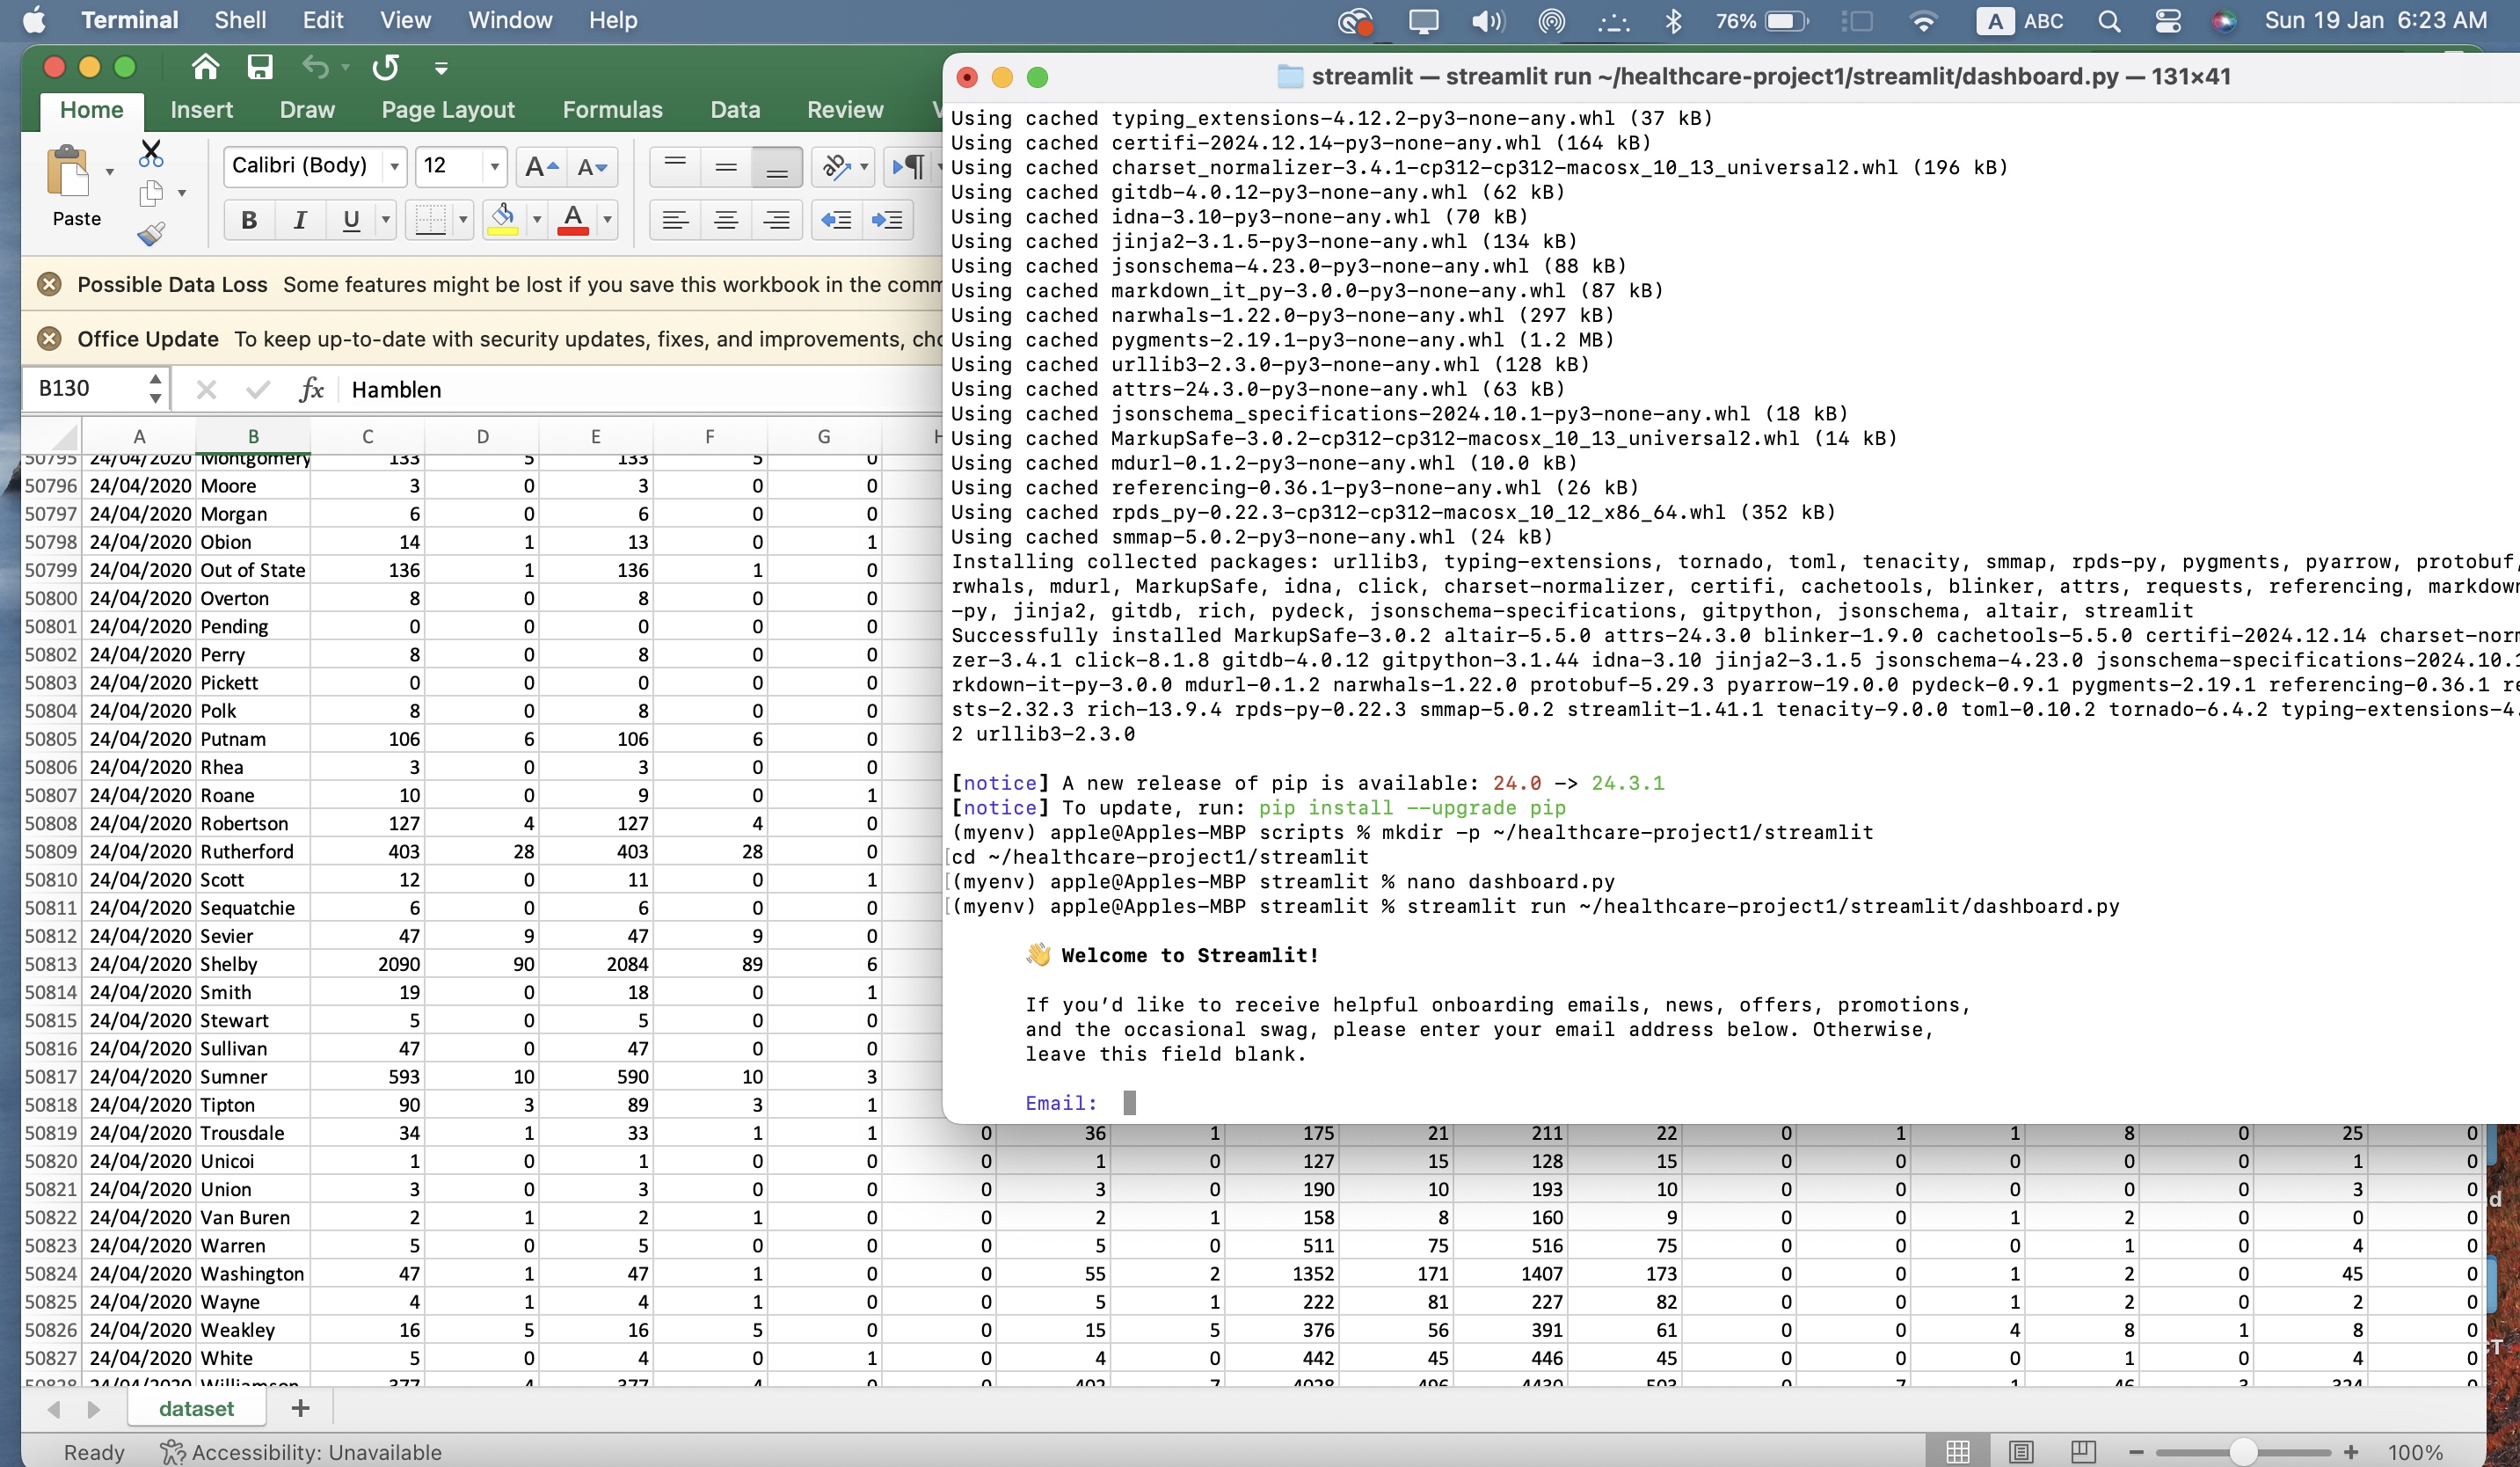 Terminal Shell Edit View Window Help 76% A ABC Sun 19 Jan 6:23 AM
Home Insert Draw Page Layout Formulas Data Review
Calibri (Body) 12
Paste
B I U A
Possible Data Loss Some features might be lost if you save this workbook in the comm
Office Update To keep up-to-date with security updates, fixes, and improvements, cho
B130 fx Hamblen
A B C D E F G H
50795 24/04/2020 Montgomery 133 5 133 5 0
50796 24/04/2020 Moore 3 0 3 0 0
50797 24/04/2020 Morgan 6 0 6 0 0
50798 24/04/2020 Obion 14 1 13 0 1
50799 24/04/2020 Out of State 136 1 136 1 0
50800 24/04/2020 Overton 8 0 8 0 0
50801 24/04/2020 Pending 0 0 0 0 0
50802 24/04/2020 Perry 8 0 8 0 0
50803 24/04/2020 Pickett 0 0 0 0 0
50804 24/04/2020 Polk 8 0 8 0 0
50805 24/04/2020 Putnam 106 6 106 6 0
50806 24/04/2020 Rhea 3 0 3 0 0
50807 24/04/2020 Roane 10 0 9 0 1
50808 24/04/2020 Robertson 127 4 127 4 0
50809 24/04/2020 Rutherford 403 28 403 28 0
50810 24/04/2020 Scott 12 0 11 0 1
50811 24/04/2020 Sequatchie 6 0 6 0 0
50812 24/04/2020 Sevier 47 9 47 9 0
50813 24/04/2020 Shelby 2090 90 2084 89 6
50814 24/04/2020 Smith 19 0 18 0 1
50815 24/04/2020 Stewart 5 0 5 0 0
50816 24/04/2020 Sullivan 47 0 47 0 0
50817 24/04/2020 Sumner 593 10 590 10 3
50818 24/04/2020 Tipton 90 3 89 3 1
50819 24/04/2020 Trousdale 34 1 33 1 1 0 36 1 175 21 211 22 0 1 1 8 0 25 0
50820 24/04/2020 Unicoi 1 0 1 0 0 0 1 0 127 15 128 15 0 0 0 0 0 1 0
50821 24/04/2020 Union 3 0 3 0 0 0 3 0 190 10 193 10 0 0 0 0 0 3 0
50822 24/04/2020 Van Buren 2 1 2 1 0 0 2 1 158 8 160 9 0 0 1 2 0 0 0
50823 24/04/2020 Warren 5 0 5 0 0 0 5 0 511 75 516 75 0 0 0 1 0 4 0
50824 24/04/2020 Washington 47 1 47 1 0 0 55 2 1352 171 1407 173 0 0 1 2 0 45 0
50825 24/04/2020 Wayne 4 1 4 1 0 0 5 1 222 81 227 82 0 0 1 2 0 2 0
50826 24/04/2020 Weakley 16 5 16 5 0 0 15 5 376 56 391 61 0 0 4 8 1 8 0
50827 24/04/2020 White 5 0 4 0 1 0 4 0 442 45 446 45 0 0 0 1 0 4 0
50828 24/04/2020 Williamson 377 4 377 4 0 0 402 7 4028 496 4430 503 0 7 1 46 3 324 0
dataset
Ready Accessibility: Unavailable 100%
streamlit — streamlit run ~/healthcare-project1/streamlit/dashboard.py — 131×41
Using cached typing_extensions-4.12.2-py3-none-any.whl (37 kB)
Using cached certifi-2024.12.14-py3-none-any.whl (164 kB)
Using cached charset_normalizer-3.4.1-cp312-cp312-macosx_10_13_universal2.whl (196 kB)
Using cached gitdb-4.0.12-py3-none-any.whl (62 kB)
Using cached idna-3.10-py3-none-any.whl (70 kB)
Using cached jinja2-3.1.5-py3-none-any.whl (134 kB)
Using cached jsonschema-4.23.0-py3-none-any.whl (88 kB)
Using cached markdown_it_py-3.0.0-py3-none-any.whl (87 kB)
Using cached narwhals-1.22.0-py3-none-any.whl (297 kB)
Using cached pygments-2.19.1-py3-none-any.whl (1.2 MB)
Using cached urllib3-2.3.0-py3-none-any.whl (128 kB)
Using cached attrs-24.3.0-py3-none-any.whl (63 kB)
Using cached jsonschema_specifications-2024.10.1-py3-none-any.whl (18 kB)
Using cached MarkupSafe-3.0.2-cp312-cp312-macosx_10_13_universal2.whl (14 kB)
Using cached mdurl-0.1.2-py3-none-any.whl (10.0 kB)
Using cached referencing-0.36.1-py3-none-any.whl (26 kB)
Using cached rpds_py-0.22.3-cp312-cp312-macosx_10_12_x86_64.whl (352 kB)
Using cached smmap-5.0.2-py3-none-any.whl (24 kB)
Installing collected packages: urllib3, typing-extensions, tornado, toml, tenacity, smmap, rpds-py, pygments, pyarrow, protobuf,
rwhals, mdurl, MarkupSafe, idna, click, charset-normalizer, certifi, cachetools, blinker, attrs, requests, referencing, markdown
-py, jinja2, gitdb, rich, pydeck, jsonschema-specifications, gitpython, jsonschema, altair, streamlit
Successfully installed MarkupSafe-3.0.2 altair-5.5.0 attrs-24.3.0 blinker-1.9.0 cachetools-5.5.0 certifi-2024.12.14 charset-norm
zer-3.4.1 click-8.1.8 gitdb-4.0.12 gitpython-3.1.44 idna-3.10 jinja2-3.1.5 jsonschema-4.23.0 jsonschema-specifications-2024.10.1
rkdown-it-py-3.0.0 mdurl-0.1.2 narwhals-1.22.0 protobuf-5.29.3 pyarrow-19.0.0 pydeck-0.9.1 pygments-2.19.1 referencing-0.36.1 re
sts-2.32.3 rich-13.9.4 rpds-py-0.22.3 smmap-5.0.2 streamlit-1.41.1 tenacity-9.0.0 toml-0.10.2 tornado-6.4.2 typing-extensions-4.
2 urllib3-2.3.0
[notice] A new release of pip is available: 24.0 -> 24.3.1
[notice] To update, run: pip install --upgrade pip
(myenv) apple@Apples-MBP scripts % mkdir -p ~/healthcare-project1/streamlit
[cd ~/healthcare-project1/streamlit
[(myenv) apple@Apples-MBP streamlit % nano dashboard.py
[(myenv) apple@Apples-MBP streamlit % streamlit run ~/healthcare-project1/streamlit/dashboard.py
👋 Welcome to Streamlit!
If you’d like to receive helpful onboarding emails, news, offers, promotions,
and the occasional swag, please enter your email address below. Otherwise,
leave this field blank.
Email: